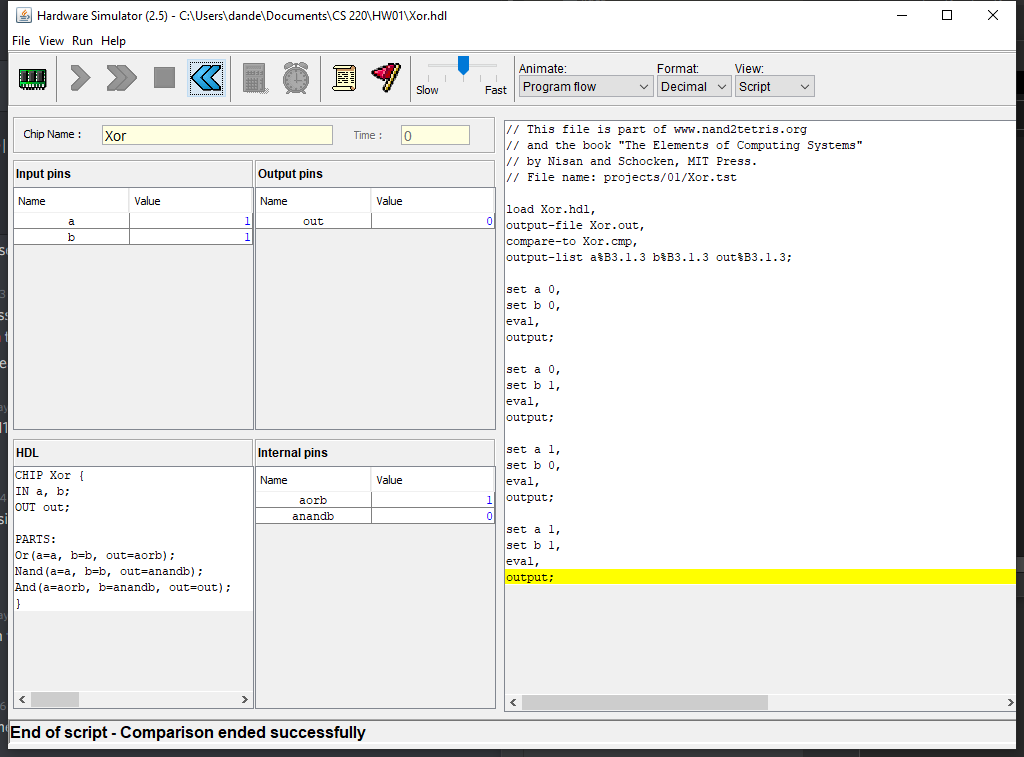 Hardware Simulator (2.5) - C:\Users\dande\Documents\CS 220\HW01\Xor.hdl
File View Run Help
Slow Fast
Animate: Format: View:
Program flow Decimal Script
Chip Name : Xor Time : 0
Input pins
Name Value
a 1
b 1
Output pins
Name Value
out 0
HDL
CHIP Xor {
IN a, b;
OUT out;
PARTS:
Or(a=a, b=b, out=aorb);
Nand(a=a, b=b, out=anandb);
And(a=aorb, b=anandb, out=out);
}
Internal pins
Name Value
aorb 1
anandb 0
// This file is part of www.nand2tetris.org
// and the book "The Elements of Computing Systems"
// by Nisan and Schocken, MIT Press.
// File name: projects/01/Xor.tst
load Xor.hdl,
output-file Xor.out,
compare-to Xor.cmp,
output-list a%B3.1.3 b%B3.1.3 out%B3.1.3;
set a 0,
set b 0,
eval,
output;
set a 0,
set b 1,
eval,
output;
set a 1,
set b 0,
eval,
output;
set a 1,
set b 1,
eval,
output;
End of script - Comparison ended successfully